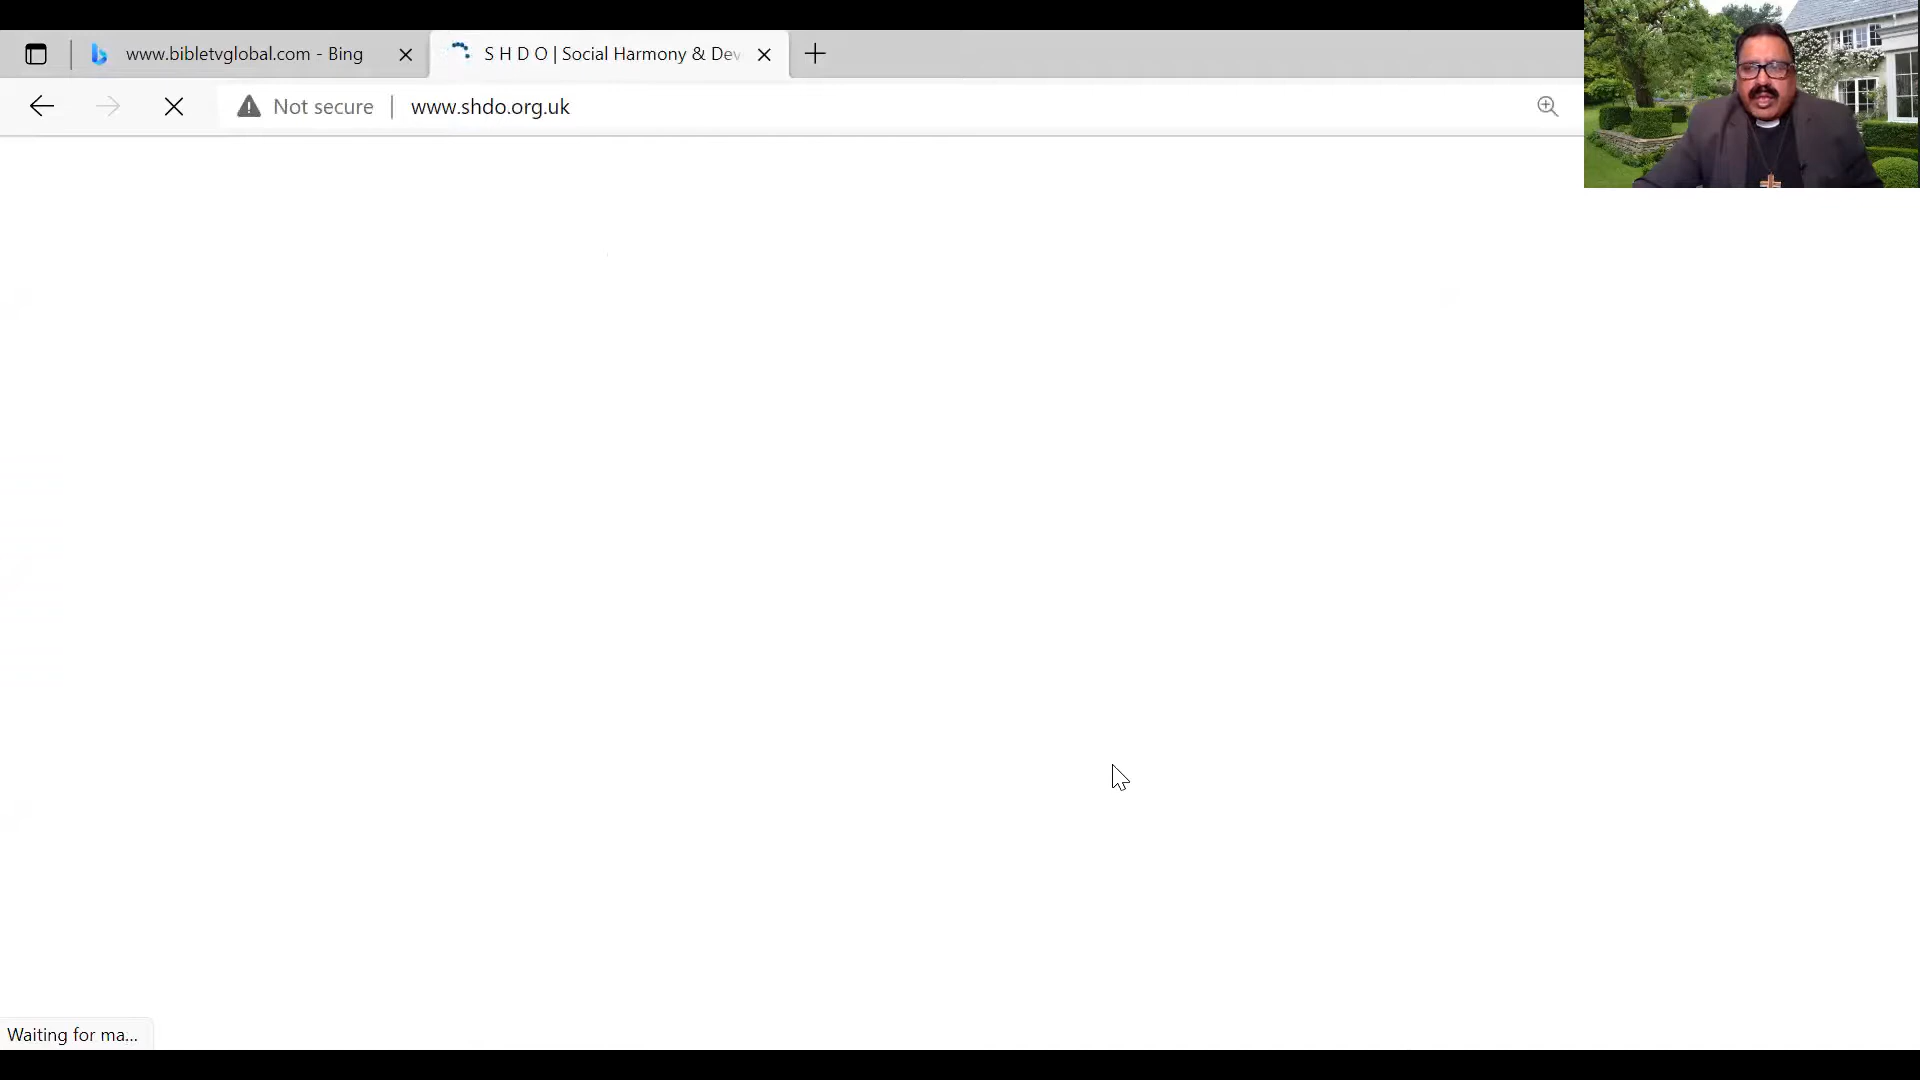 www.bibletvglobal.com - Bing
S H D O | Social Harmony & Dev
Not secure
www.shdo.org.uk
Waiting for ma...